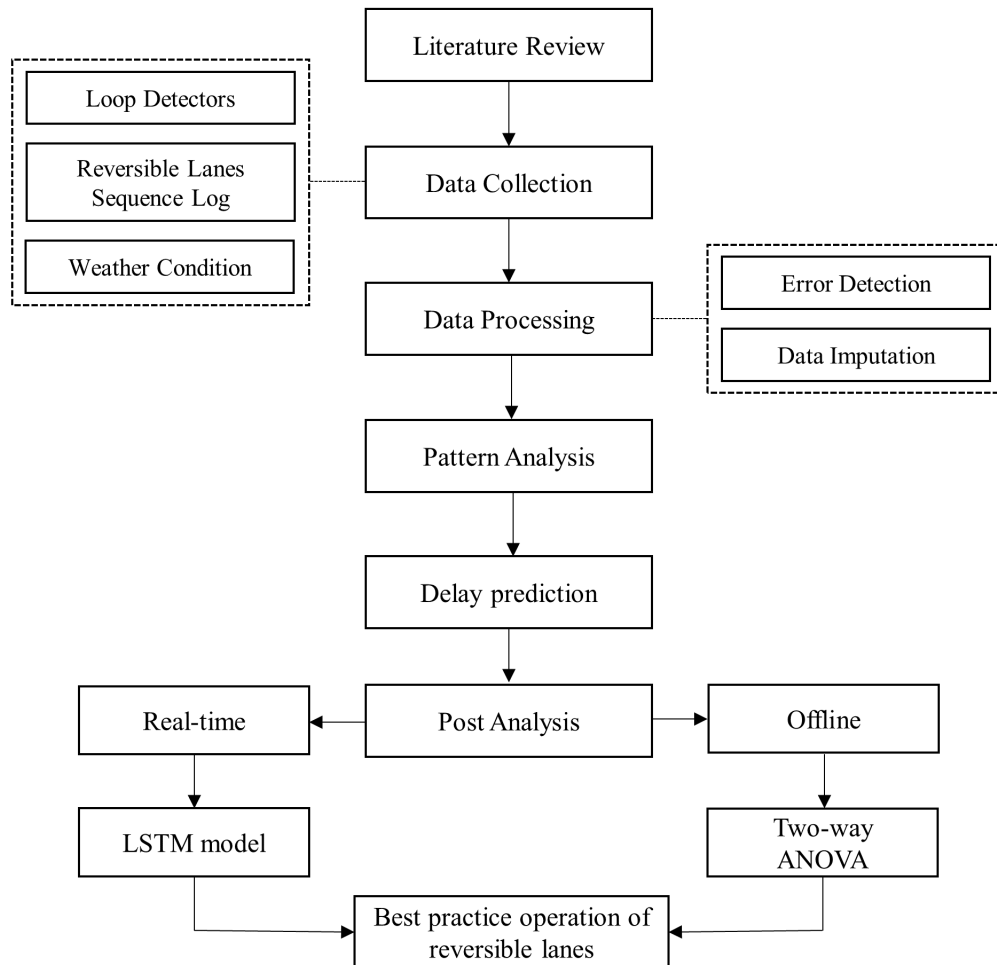 Literature Review
Loop Detectors
Reversible Lanes
Sequence Log
Weather Condition
Data Collection
Data Processing
Error Detection
Data Imputation
Pattern Analysis
Delay prediction
Post Analysis
Real-time
Offline
LSTM model
Two-way
ANOVA
Best practice operation of
reversible lanes